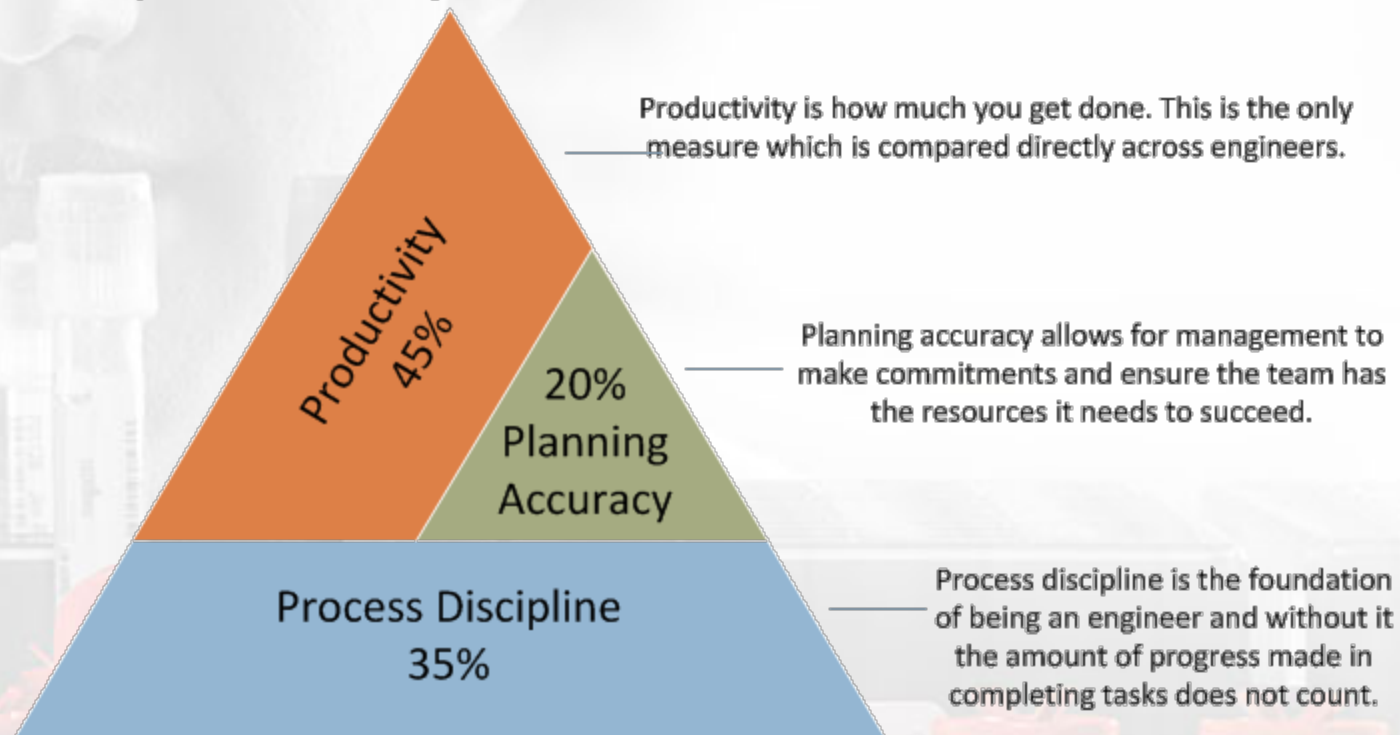 Productivity is how much you get done. This is the only
measure which is compared directly across engineers.
Productivity
45%
Planning accuracy allows for management to
make commitments and ensure the team has
the resources it needs to succeed.
20%
Planning
Accuracy
Process discipline is the foundation
of being an engineer and without it
the amount of progress made in
completing tasks does not count.
Process Discipline
35%